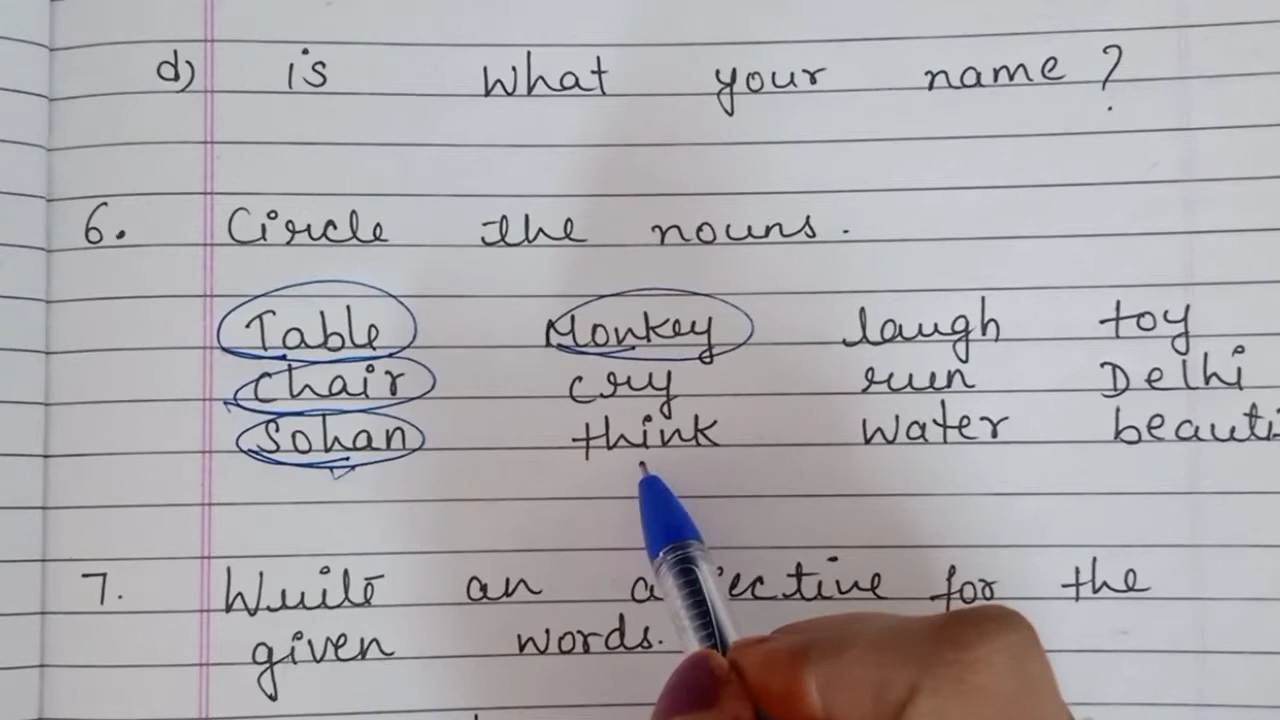 d) is What your name?
6. Circle the nouns.
Table Monkey laugh toy
Chair cry run Delhi
Sohan think Water
7. Write an for the
given words.